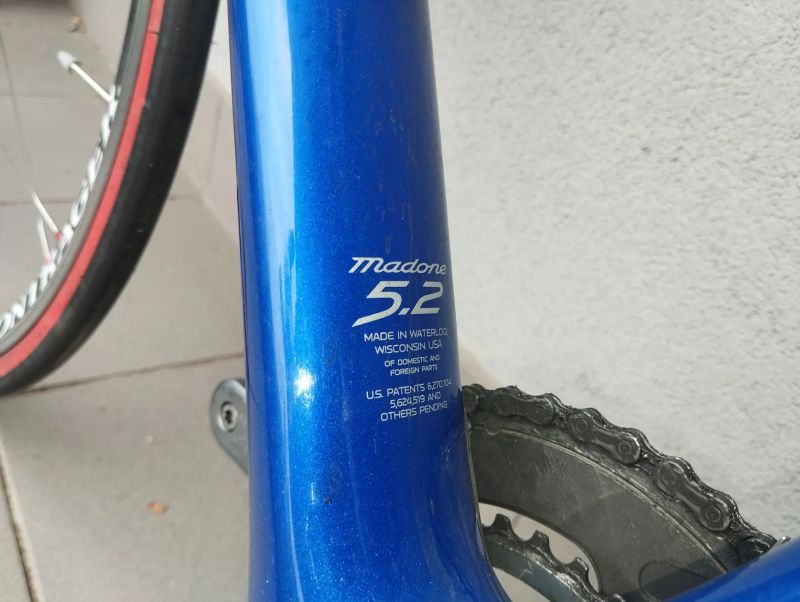 BONTRAGER
madone
5.2
MADE IN WATERLOO,
WISCONSIN USA
OF DOMESTIC AND
FOREIGN PARTS
U.S. PATENTS 6,270,104
5,624,519 AND
OTHERS PENDING